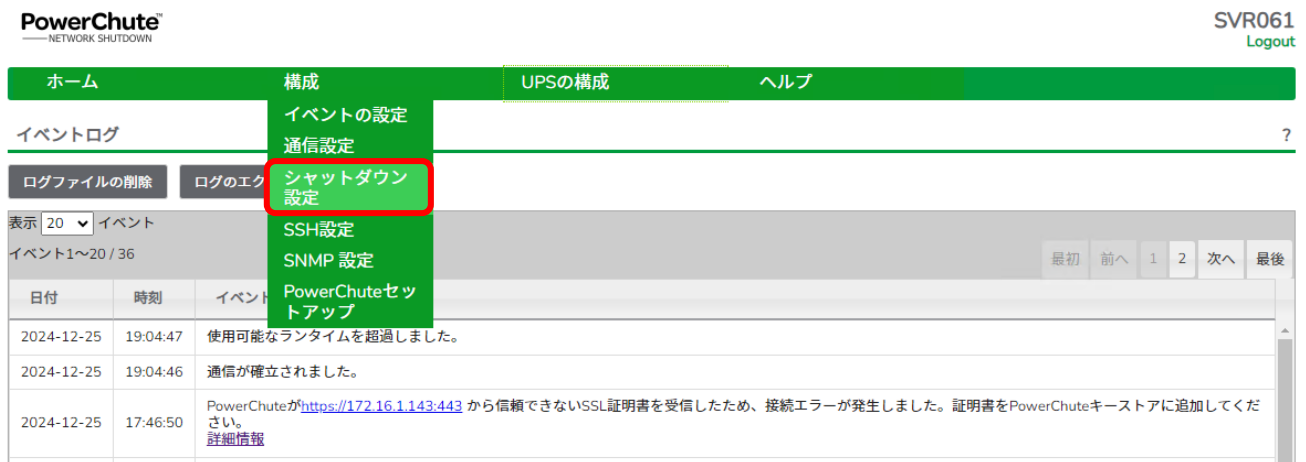 PowerChute™
NETWORK SHUTDOWN
SVR061
Logout
ホーム
構成
UPSの構成
ヘルプ
イベントの設定
通信設定
シャットダウン
設定
SSH設定
SNMP 設定
PowerChuteセッ
トアップ
イベントログ
?
ログファイルの削除
ログのエク
表示 20 イベント
イベント1～20 / 36
最初 前へ 1 2 次へ 最後
日付 時刻 イベント
2024-12-25 19:04:47 使用可能なランタイムを超過しました。
2024-12-25 19:04:46 通信が確立されました。
2024-12-25 17:46:50 PowerChuteがhttps://172.16.1.143:443 から信頼できないSSL証明書を受信したため、接続エラーが発生しました。証明書をPowerChuteキーストアに追加してくだ
さい。
詳細情報